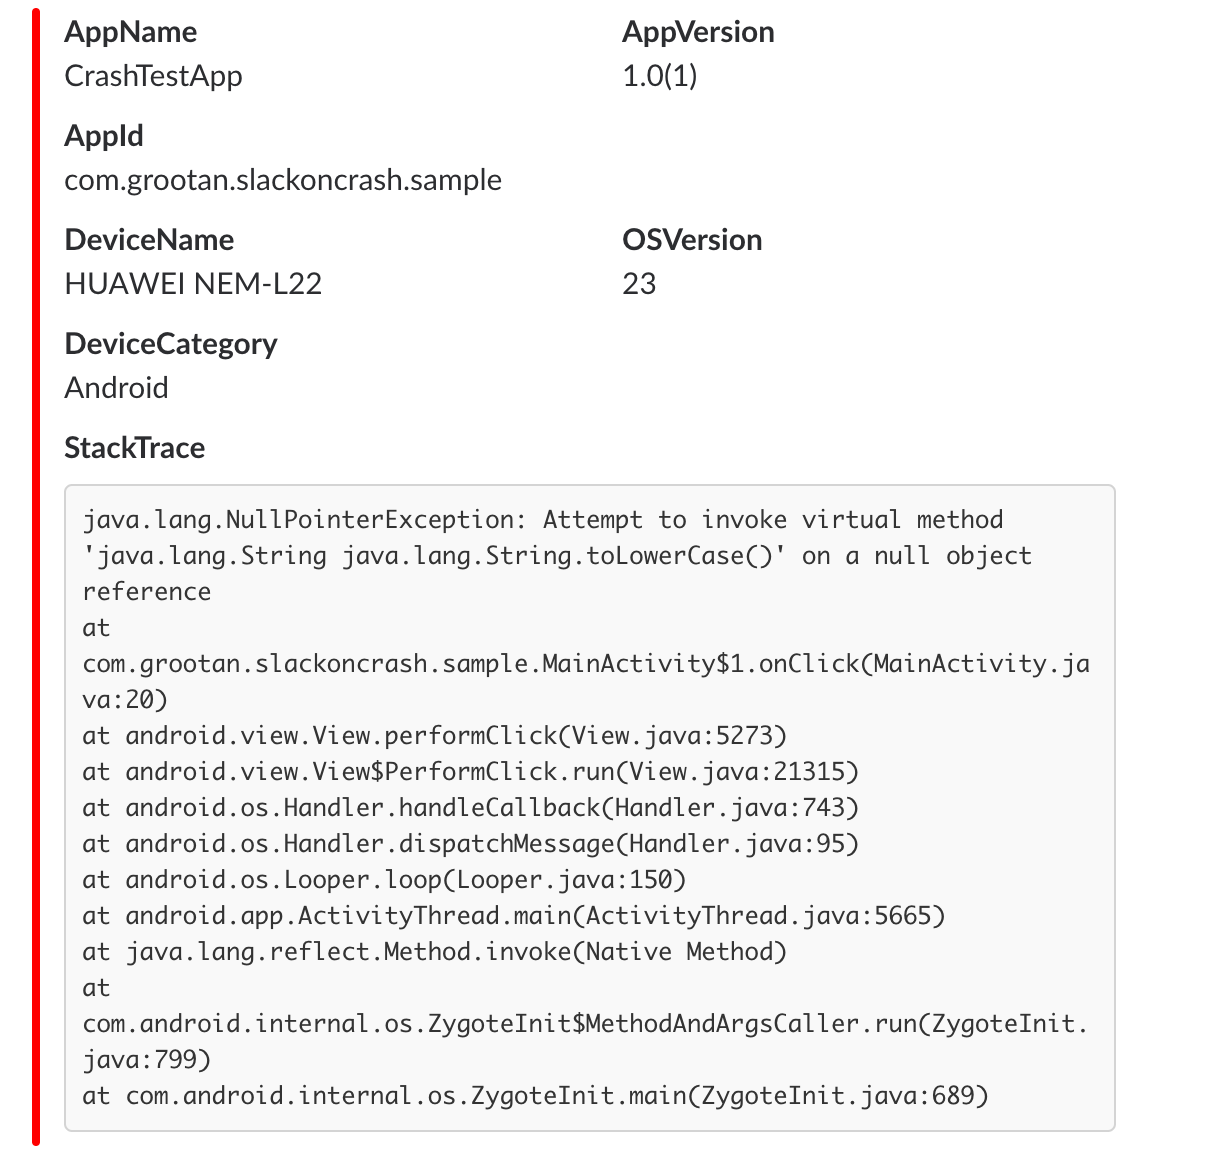 AppName
AppVersion
CrashTestApp
1.0(1)
AppId
com.grootan.slackoncrash.sample
DeviceName
OSVersion
HUAWEI NEM-L22
23
DeviceCategory
Android
StackTrace
java.lang.NullPointerException: Attempt to invoke virtual method
'java.lang.String java.lang.String.toLowerCase()' on a null object
reference
at
com.grootan.slackoncrash.sample.MainActivity$1.onClick(MainActivity.ja
va:20)
at android.view.View.performClick(View.java:5273)
at android.view.View$PerformClick.run(View.java:21315)
at android.os.Handler.handleCallback(Handler.java:743)
at android.os.Handler.dispatchMessage(Handler.java:95)
at android.os.Looper.loop(Looper.java:150)
at android.app.ActivityThread.main(ActivityThread.java:5665)
at java.lang.reflect.Method.invoke(Native Method)
at
com.android.internal.os.ZygoteInit$MethodAndArgsCaller.run(ZygoteInit.
java:799)
at com.android.internal.os.ZygoteInit.main(ZygoteInit.java:689)